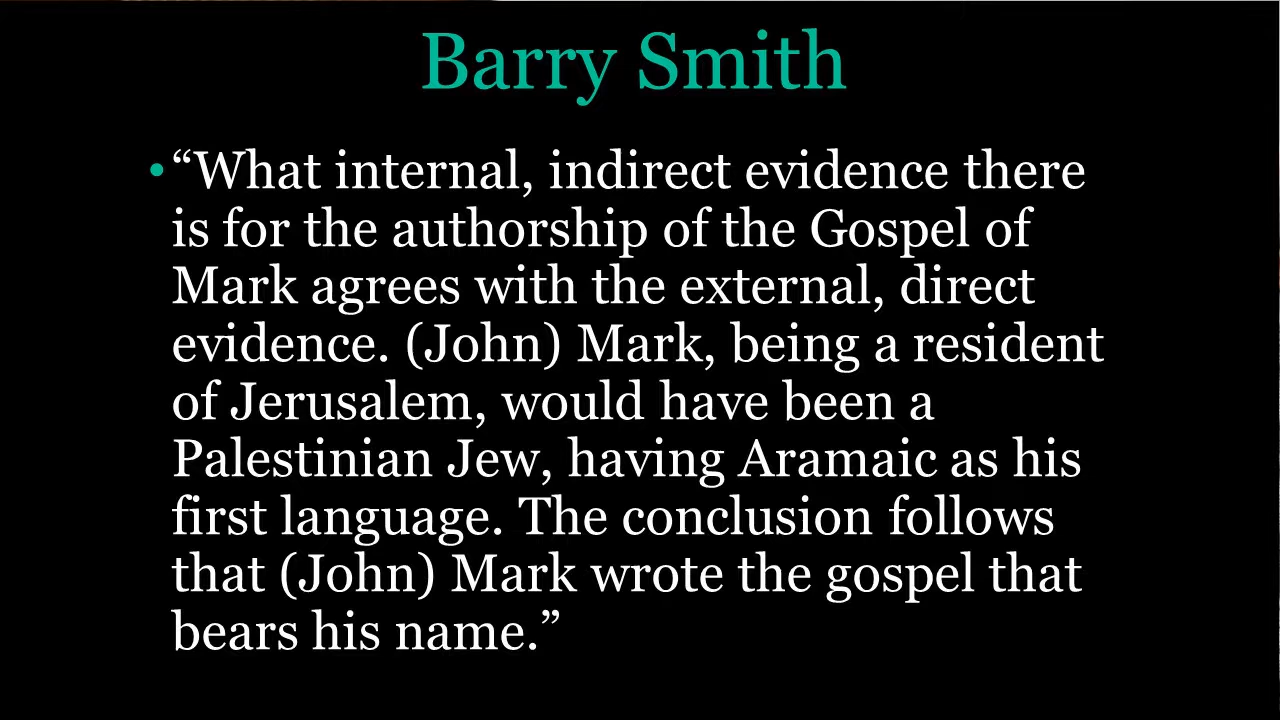 Barry Smith
•“What internal, indirect evidence there
is for the authorship of the Gospel of
Mark agrees with the external, direct
evidence. (John) Mark, being a resident
of Jerusalem, would have been a
Palestinian Jew, having Aramaic as his
first language. The conclusion follows
that (John) Mark wrote the gospel that
bears his name.”